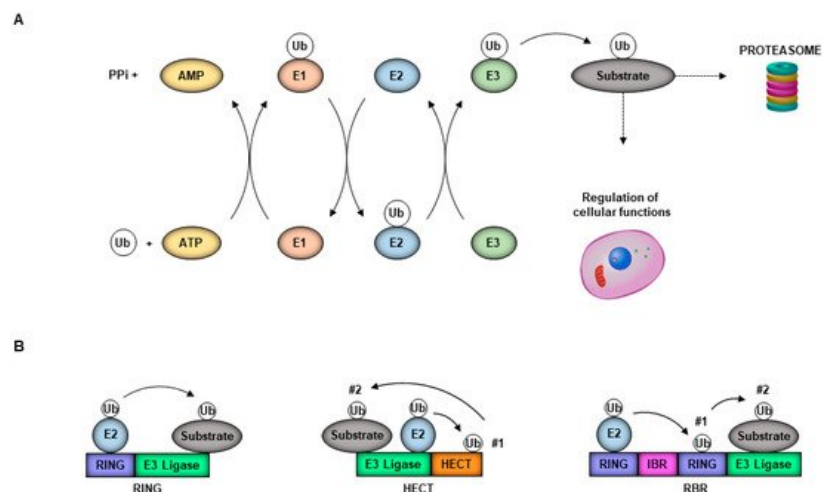 A
Ub Ub Ub
PROTEASOME
PPi + AMP E1 E2 E3 Substrate
Ub
Regulation of
cellular functions
Ub + ATP E1 E2 E3
B
#2 #2
Ub Ub Ub Ub Ub #1 Ub
E2 Substrate Substrate E2 Ub #1 E2 Ub Substrate
RING E3 Ligase E3 Ligase HECT RING IBR RING E3 Ligase
RING HECT RBR